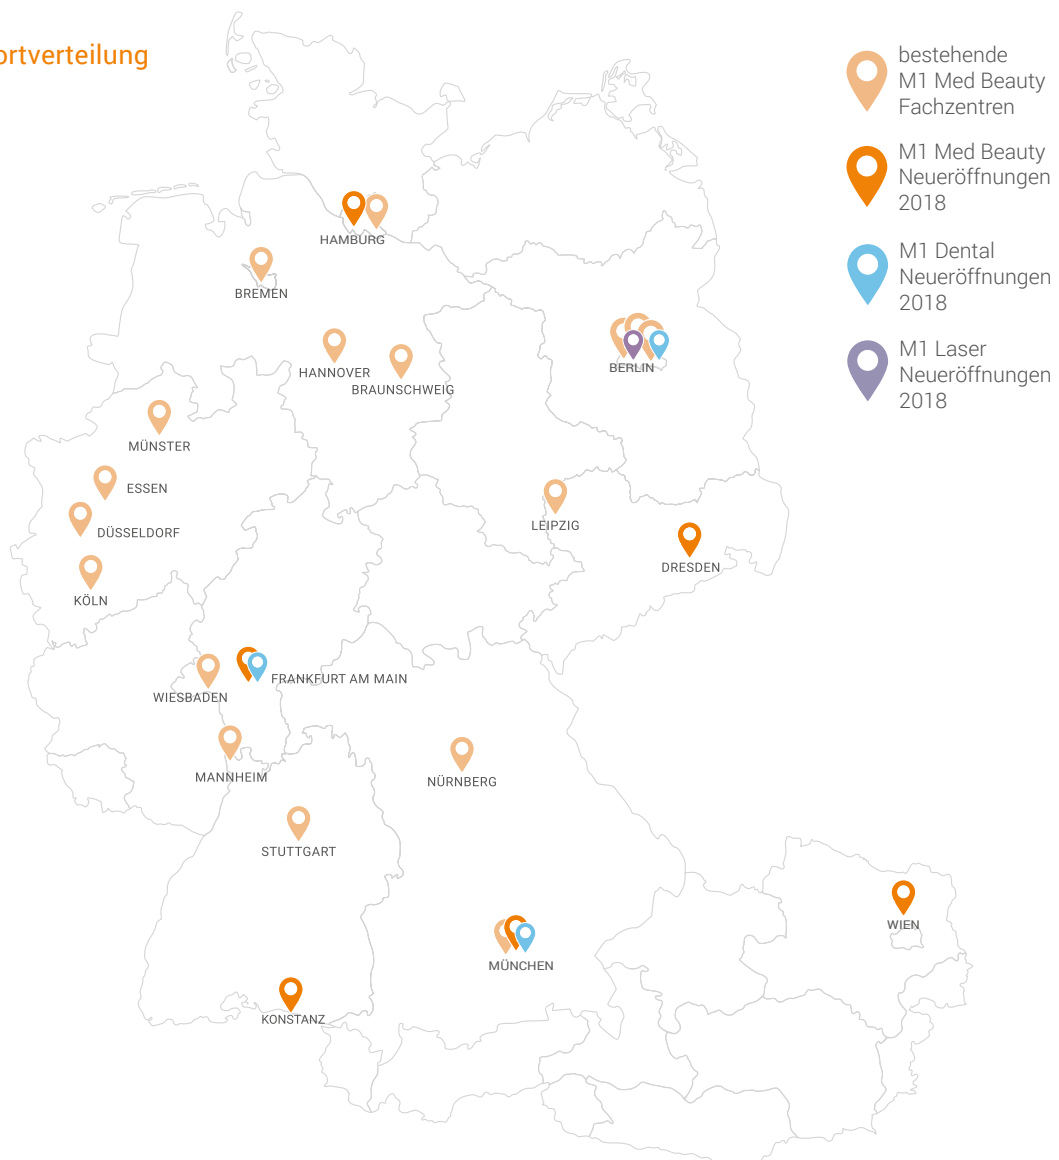 ortverteilung
bestehende
M1 Med Beauty
Fachzentren
M1 Med Beauty
Neueröffnungen
2018
M1 Dental
Neueröffnungen
2018
M1 Laser
Neueröffnungen
2018
HAMBURG
BREMEN
HANNOVER
BRAUNSCHWEIG
BERLIN
MÜNSTER
ESSEN
DÜSSELDORF
KÖLN
LEIPZIG
DRESDEN
WIESBADEN
FRANKFURT AM MAIN
MANNHEIM
NÜRNBERG
STUTTGART
WIEN
MÜNCHEN
KONSTANZ